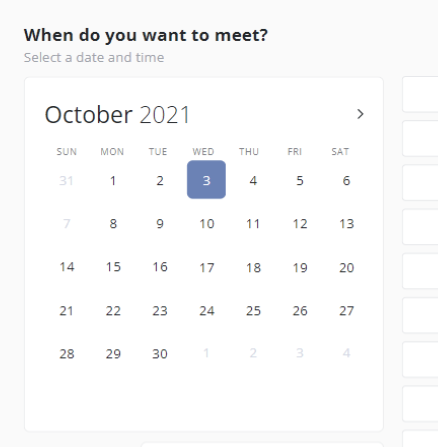 When do you want to meet?
Select a date and time
October 2021
SUN MON TUE WED THU FRI SAT
31 1 2 3 4 5 6
7 8 9 10 11 12 13
14 15 16 17 18 19 20
21 22 23 24 25 26 27
28 29 30 1 2 3 4